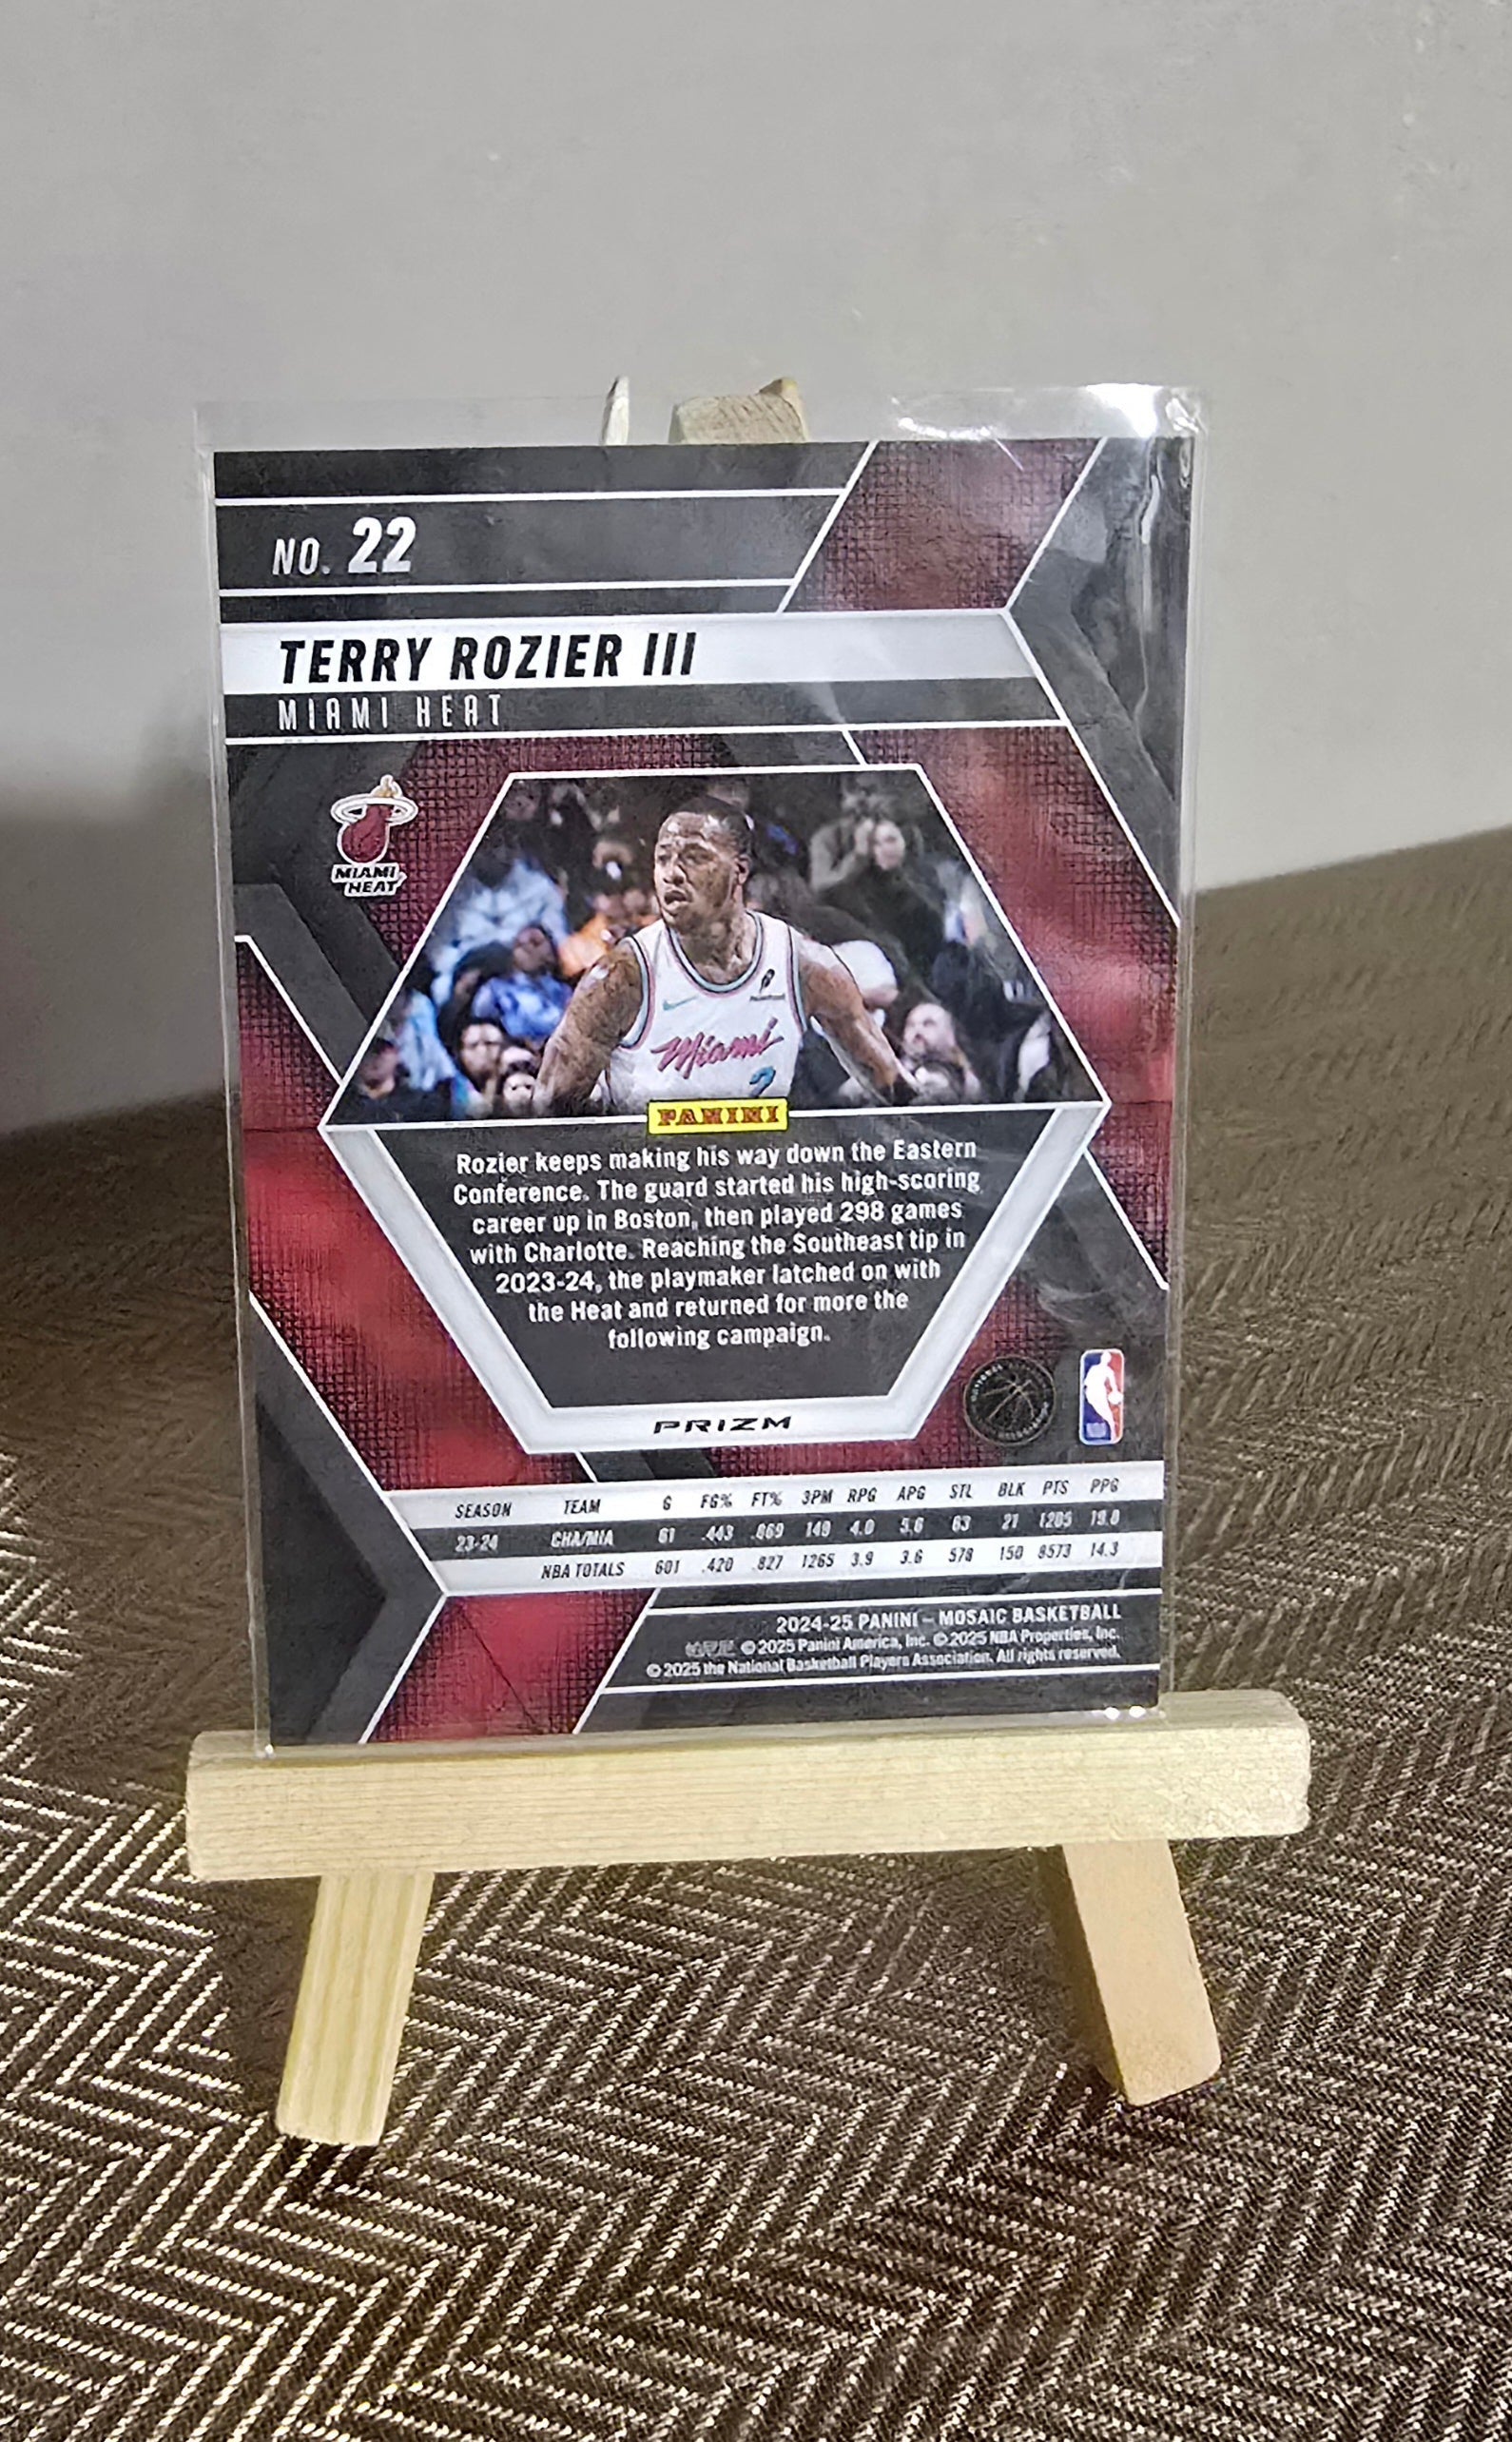 NO. 22
TERRY ROZIER III
MIAMI HEAT
MIAMI
HEAT
Miami
2
PANINI
Rozier keeps making his way down the Eastern
Conference. The guard started his high-scoring
career up in Boston, then played 298 games
with Charlotte. Reaching the Southeast tip in
2023-24, the playmaker latched on with
the Heat and returned for more the
following campaign.
PRIZM
SEASON TEAM G FG% FT% 3PM RPG APG STL BLK PTS PPG
23-24 CHA/MIA 61 .443 .869 149 4.0 5.6 63 21 1205 19.8
NBA TOTALS 601 .420 .827 1265 3.9 3.6 578 150 8573 14.3
2024-25 PANINI – MOSAIC BASKETBALL
© 2025 Panini America, Inc. © 2025 NBA Properties, Inc.
© 2025 the National Basketball Players Association. All rights reserved.